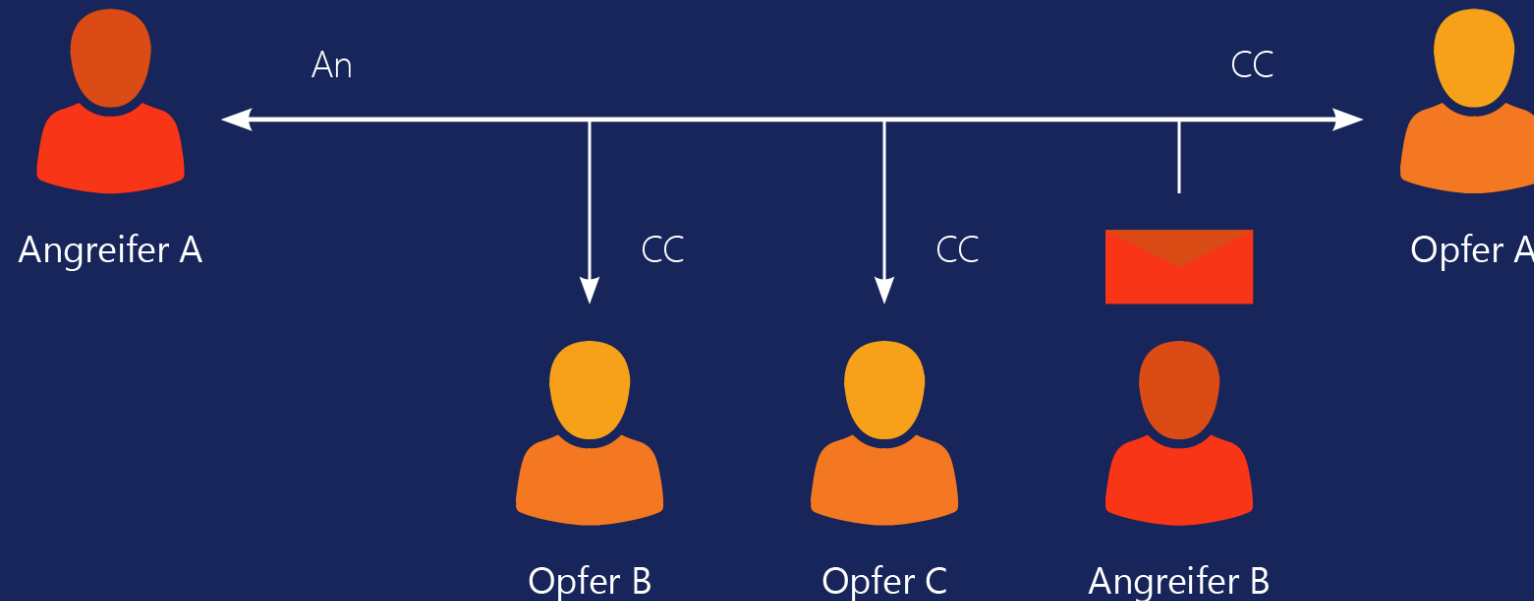 An
CC
Angreifer A
CC
CC
Opfer A
Opfer B
Opfer C
Angreifer B